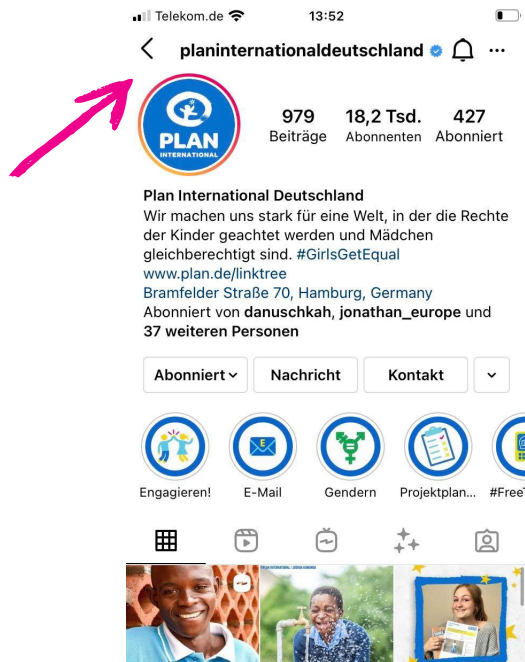 Telekom.de 13:52
planinternationaldeutschland
PLAN
INTERNATIONAL
979 18,2 Tsd. 427
Beiträge Abonnenten Abonniert
Plan International Deutschland
Wir machen uns stark für eine Welt, in der die Rechte
der Kinder geachtet werden und Mädchen
gleichberechtigt sind. #GirlsGetEqual
www.plan.de/linktree
Bramfelder Straße 70, Hamburg, Germany
Abonniert von danuschkah, jonathan_europe und
37 weiteren Personen
Abonniert Nachricht Kontakt
E
Engagieren! E-Mail Gendern Projektplan...